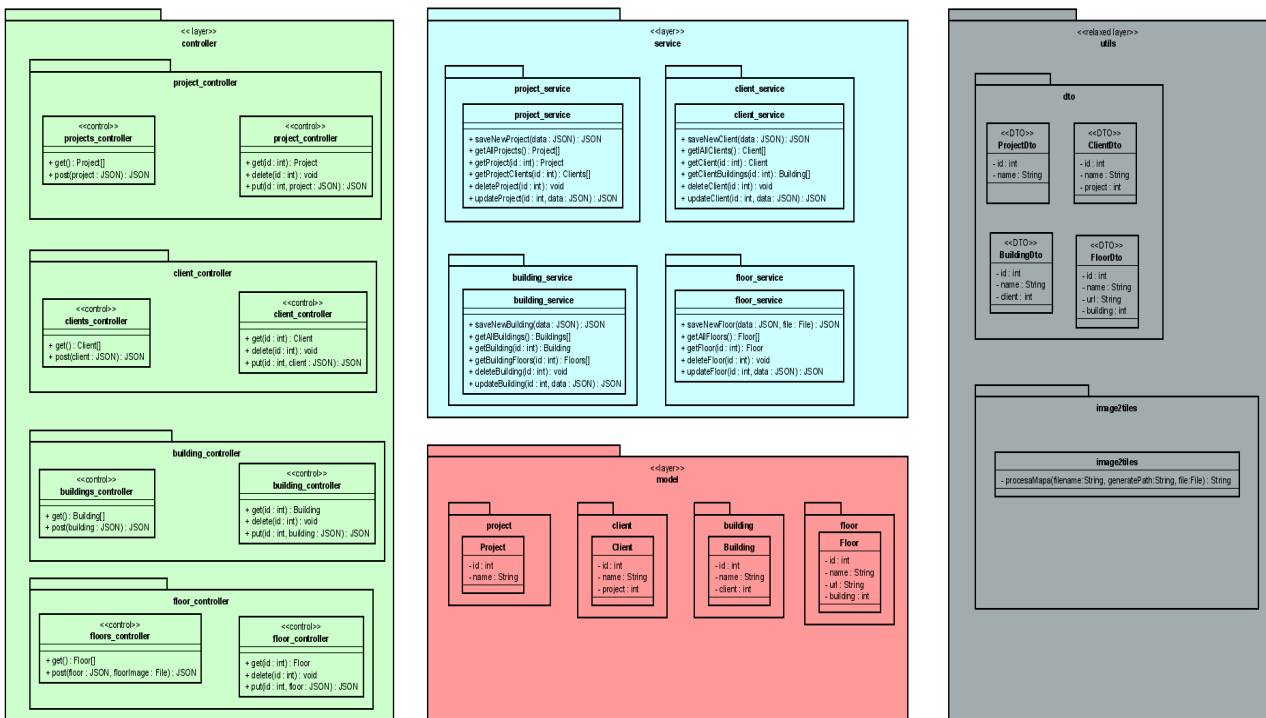 << layer>>
controller
project_controller
<<control>>
projects_controller
+ get() : Project[]
+ post(project : JSON) : JSON
<<control>>
project_controller
+ get(id : int) : Project
+ delete(id : int) : void
+ put(id : int, project : JSON) : JSON
client_controller
<<control>>
clients_controller
+ get() : Client[]
+ post(client : JSON) : JSON
<<control>>
client_controller
+ get(id : int) : Client
+ delete(id : int) : void
+ put(id : int, client : JSON) : JSON
building_controller
<<control>>
buildings_controller
+ get() : Building[]
+ post(building : JSON) : JSON
<<control>>
building_controller
+ get(id : int) : Building
+ delete(id : int) : void
+ put(id : int, building : JSON) : JSON
floor_controller
<<control>>
floors_controller
+ get() : Floor[]
+ post(floor : JSON, floorImage : File) : JSON
<<control>>
floor_controller
+ get(id : int) : Floor
+ delete(id : int) : void
+ put(id : int, floor : JSON) : JSON
<<layer>>
service
project_service
project_service
+ saveNewProject(data : JSON) : JSON
+ getAllProjects() : Project[]
+ getProject(id : int) : Project
+ getProjectClients(id : int) : Clients[]
+ deleteProject(id : int) : void
+ updateProject(id : int, data : JSON) : JSON
client_service
client_service
+ saveNewClient(data : JSON) : JSON
+ getAllClients() : Client[]
+ getClient(id : int) : Client
+ getClientBuildings(id : int) : Building[]
+ deleteClient(id : int) : void
+ updateClient(id : int, data : JSON) : JSON
building_service
building_service
+ saveNewBuilding(data : JSON) : JSON
+ getAllBuildings() : Buildings[]
+ getBuilding(id : int) : Building
+ getBuildingFloors(id : int) : Floors[]
+ deleteBuilding(id : int) : void
+ updateBuilding(id : int, data : JSON) : JSON
floor_service
floor_service
+ saveNewFloor(data : JSON, file : File) : JSON
+ getAllFloors() : Floor[]
+ getFloor(id : int) : Floor
+ deleteFloor(id : int) : void
+ updateFloor(id : int, data : JSON) : JSON
<<layer>>
model
project
Project
- id : int
- name : String
client
Client
- id : int
- name : String
- project : int
building
Building
- id : int
- name : String
- client : int
floor
Floor
- id : int
- name : String
- url : String
- building : int
<<relaxed layer>>
utils
dto
<<DTO>>
ProjectDto
- id : int
- name : String
<<DTO>>
ClientDto
- id : int
- name : String
- project : int
<<DTO>>
BuildingDto
- id : int
- name : String
- client : int
<<DTO>>
FloorDto
- id : int
- name : String
- url : String
- building : int
image2tiles
image2tiles
- procesaMapa(filename:String, generatePath:String, file:File) : String